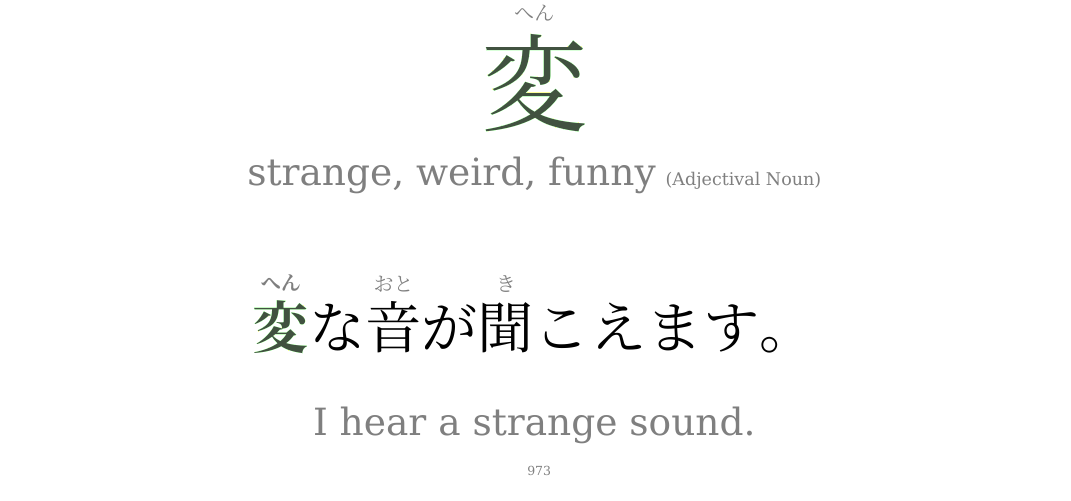 へん
変
strange, weird, funny (Adjectival Noun)
へん おと き
変な音が聞こえます。
I hear a strange sound.
973